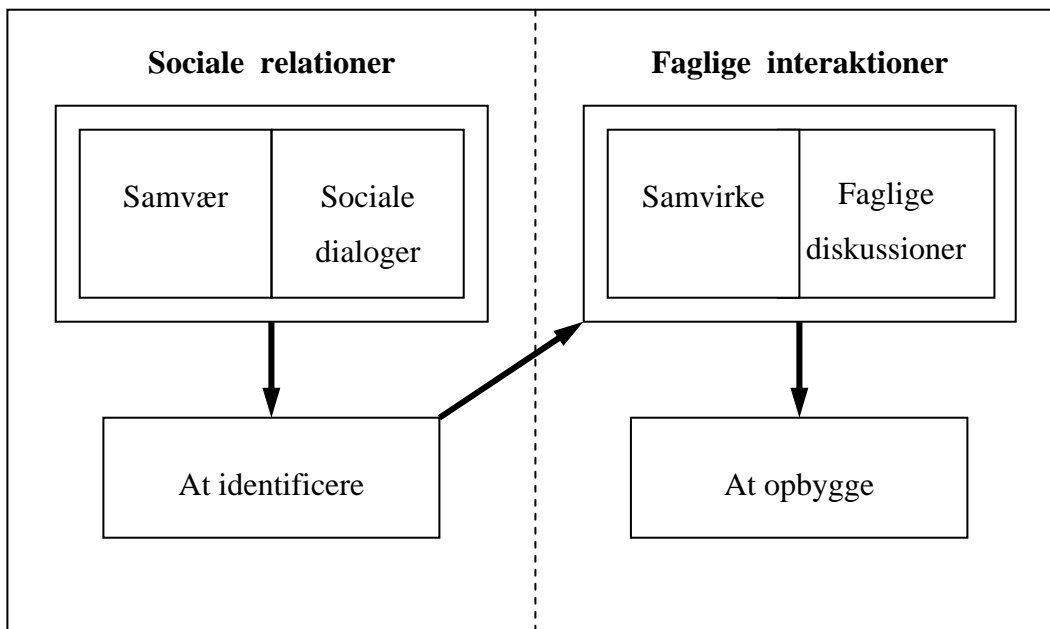 Sociale relationer
Samvær
Sociale
dialoger
At identificere
Faglige interaktioner
Samvirke
Faglige
diskussioner
At opbygge